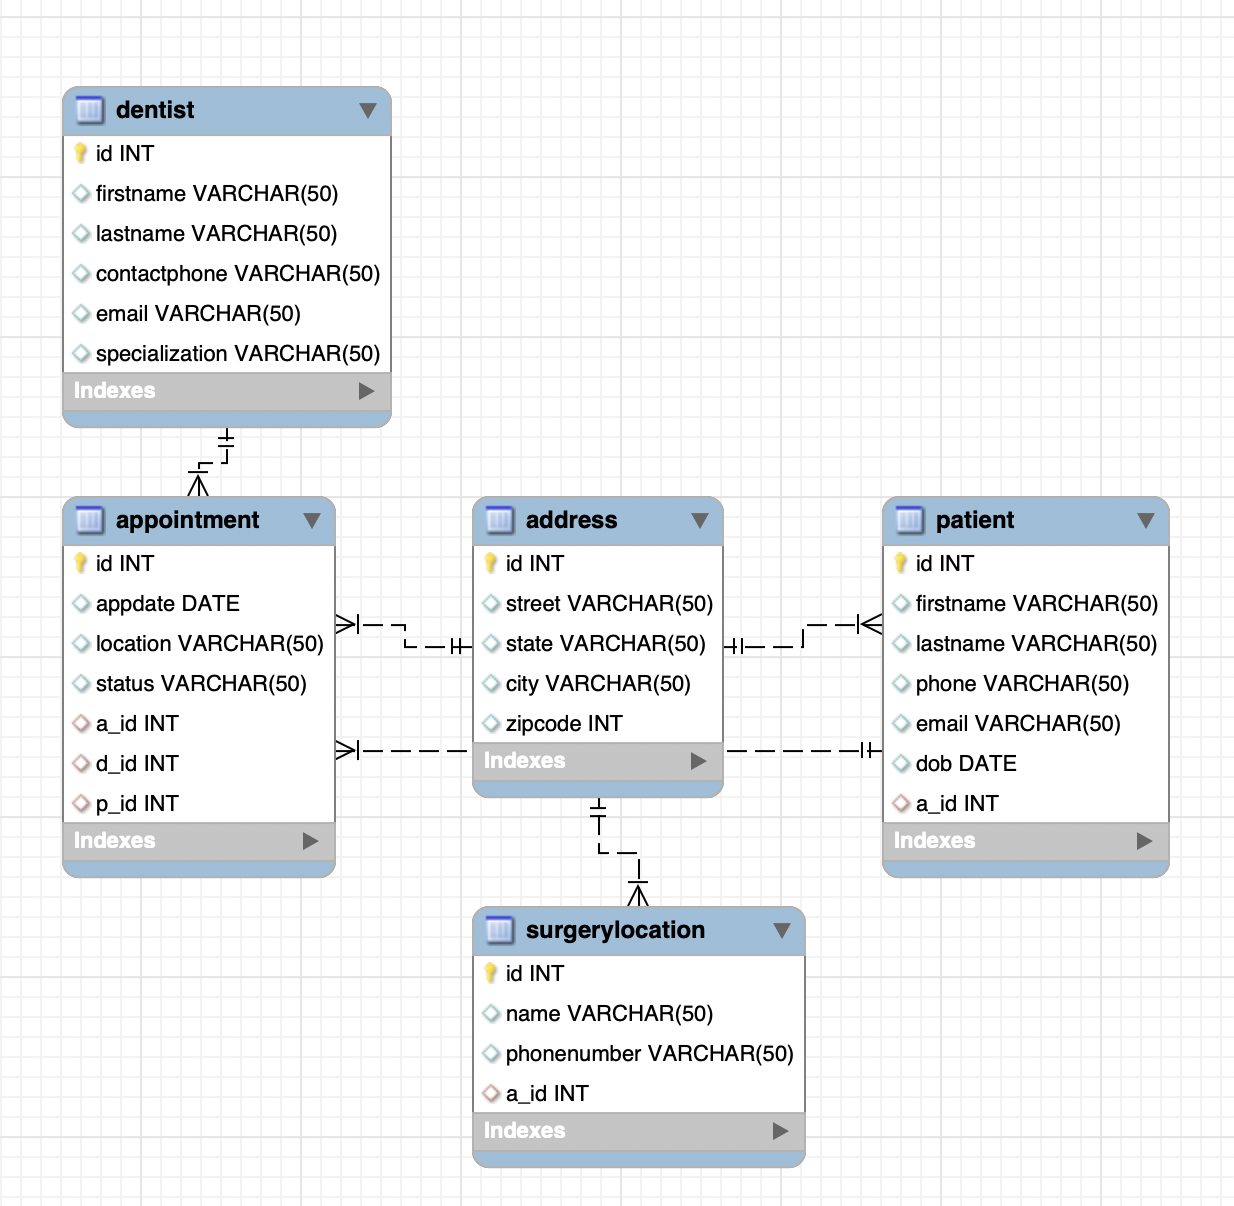 dentist
id INT
firstname VARCHAR(50)
lastname VARCHAR(50)
contactphone VARCHAR(50)
email VARCHAR(50)
specialization VARCHAR(50)
Indexes
appointment
id INT
appdate DATE
location VARCHAR(50)
status VARCHAR(50)
a_id INT
d_id INT
p_id INT
Indexes
address
id INT
street VARCHAR(50)
state VARCHAR(50)
city VARCHAR(50)
zipcode INT
Indexes
patient
id INT
firstname VARCHAR(50)
lastname VARCHAR(50)
phone VARCHAR(50)
email VARCHAR(50)
dob DATE
a_id INT
Indexes
surgerylocation
id INT
name VARCHAR(50)
phonenumber VARCHAR(50)
a_id INT
Indexes